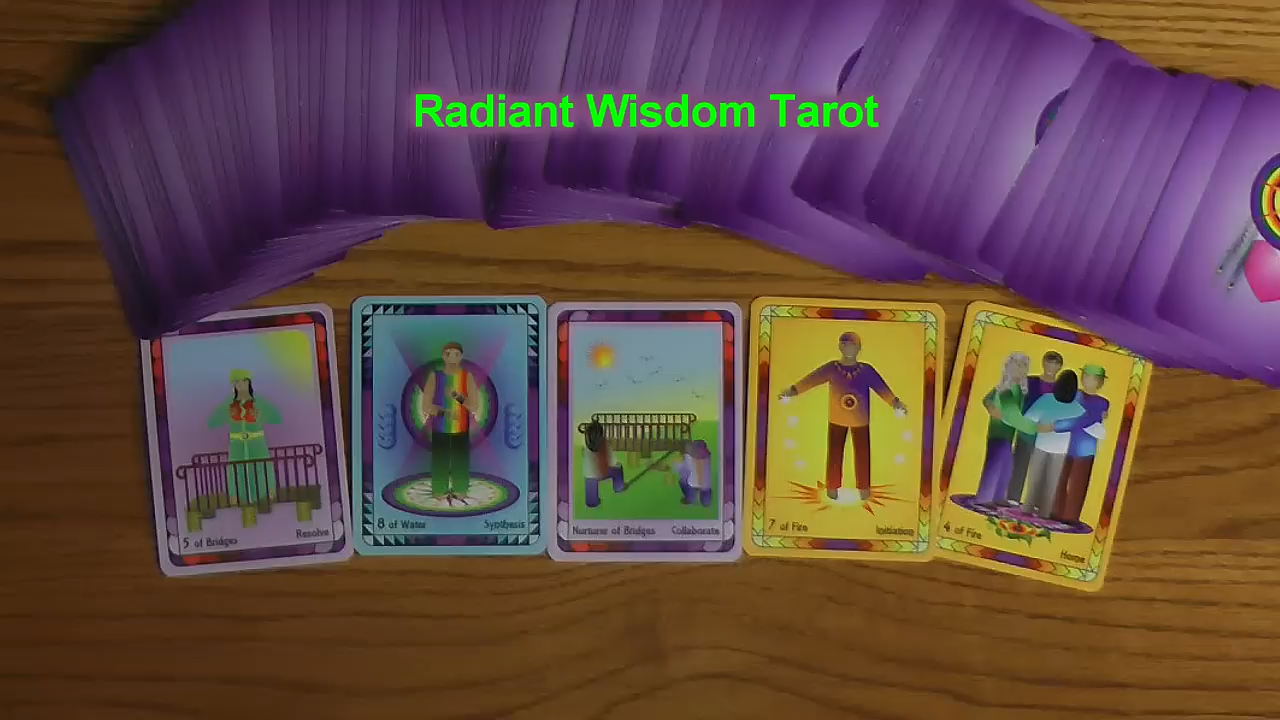 Radiant Wisdom Tarot
5 of Bridges
Resolve
8 of Water
Synthesis
Nurturer of Bridges
Collaborate
7 of Fire
Initiation
4 of Fire
Home